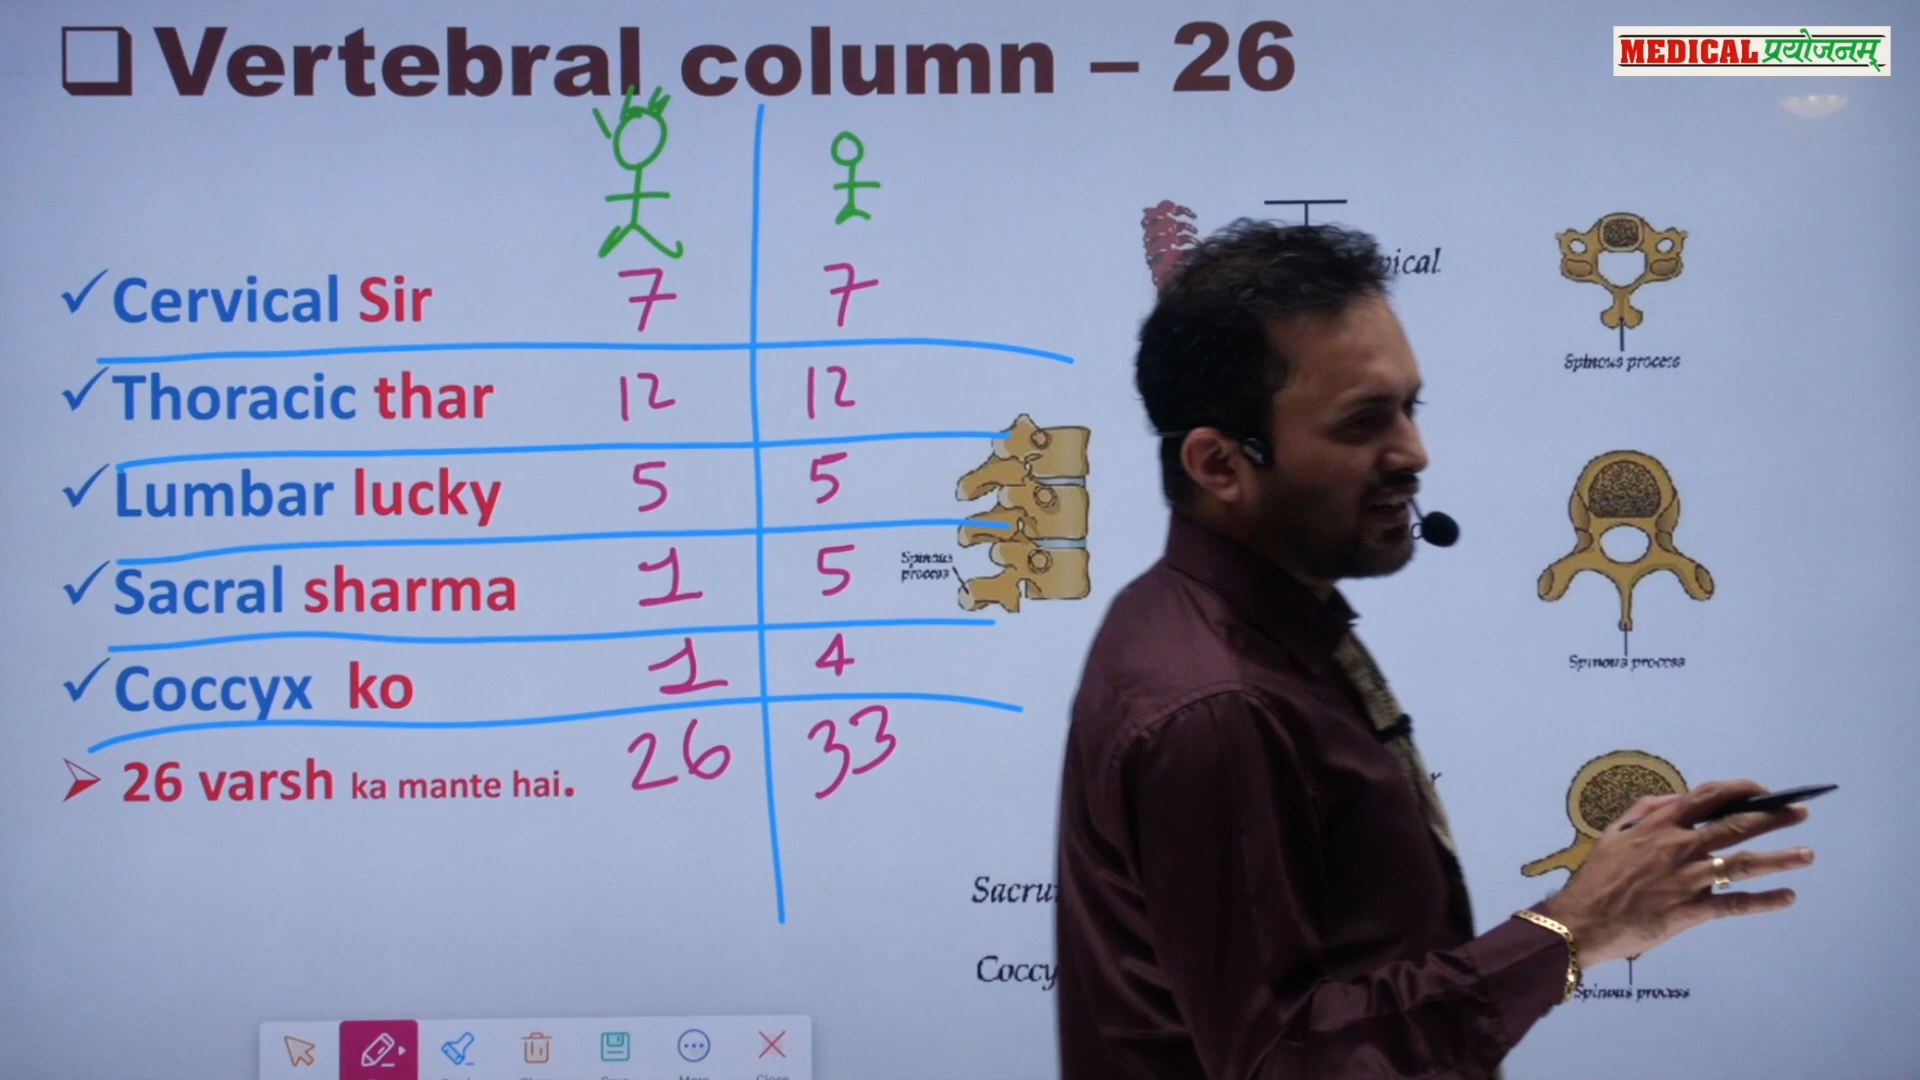 Vertebral column – 26
MEDICAL प्रयोजनम्
Cervical Sir 7 7
Thoracic thar 12 12
Lumbar lucky 5 5
Sacral sharma 1 5
Coccyx ko 1 4
26 varsh ka mante hai. 26 33
Spinous process
Spinous
process
Spinous process
Spinous process